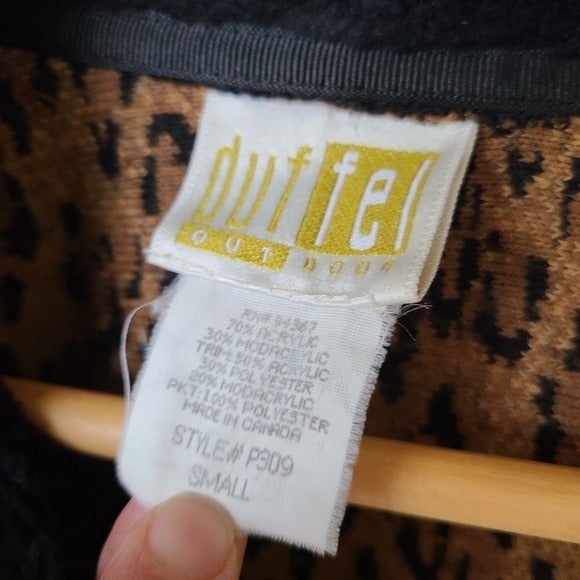 duffel
OUTDOOR
RN# 94367
70% ACRYLIC
30% MODACRYLIC
TRIM: 50% ACRYLIC
30% POLYESTER
20% MODACRYLIC
PKT: 100% POLYESTER
MADE IN CANADA
STYLE# P309
SMALL